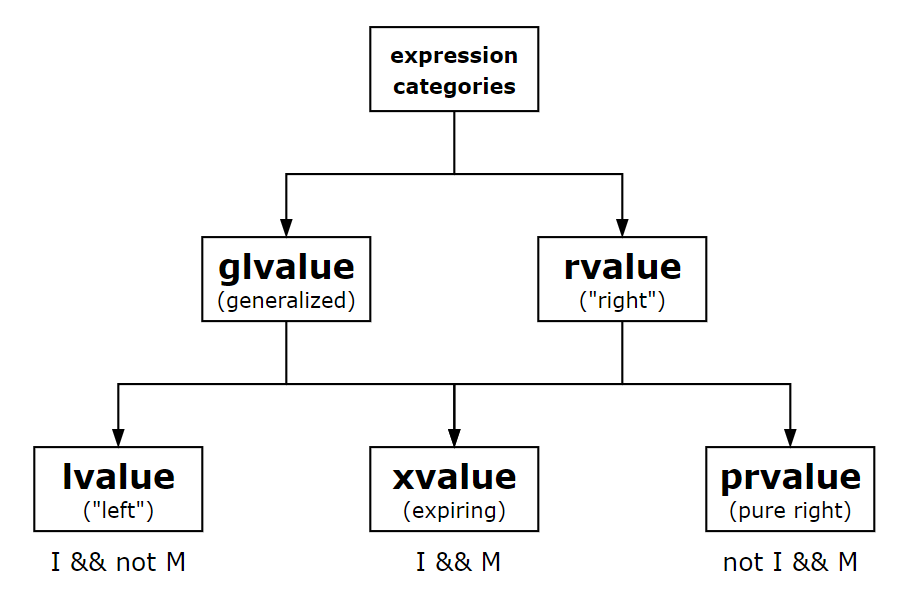 expression
categories
glvalue
(generalized)
rvalue
("right")
lvalue
("left")
xvalue
(expiring)
prvalue
(pure right)
I && not M
I && M
not I && M